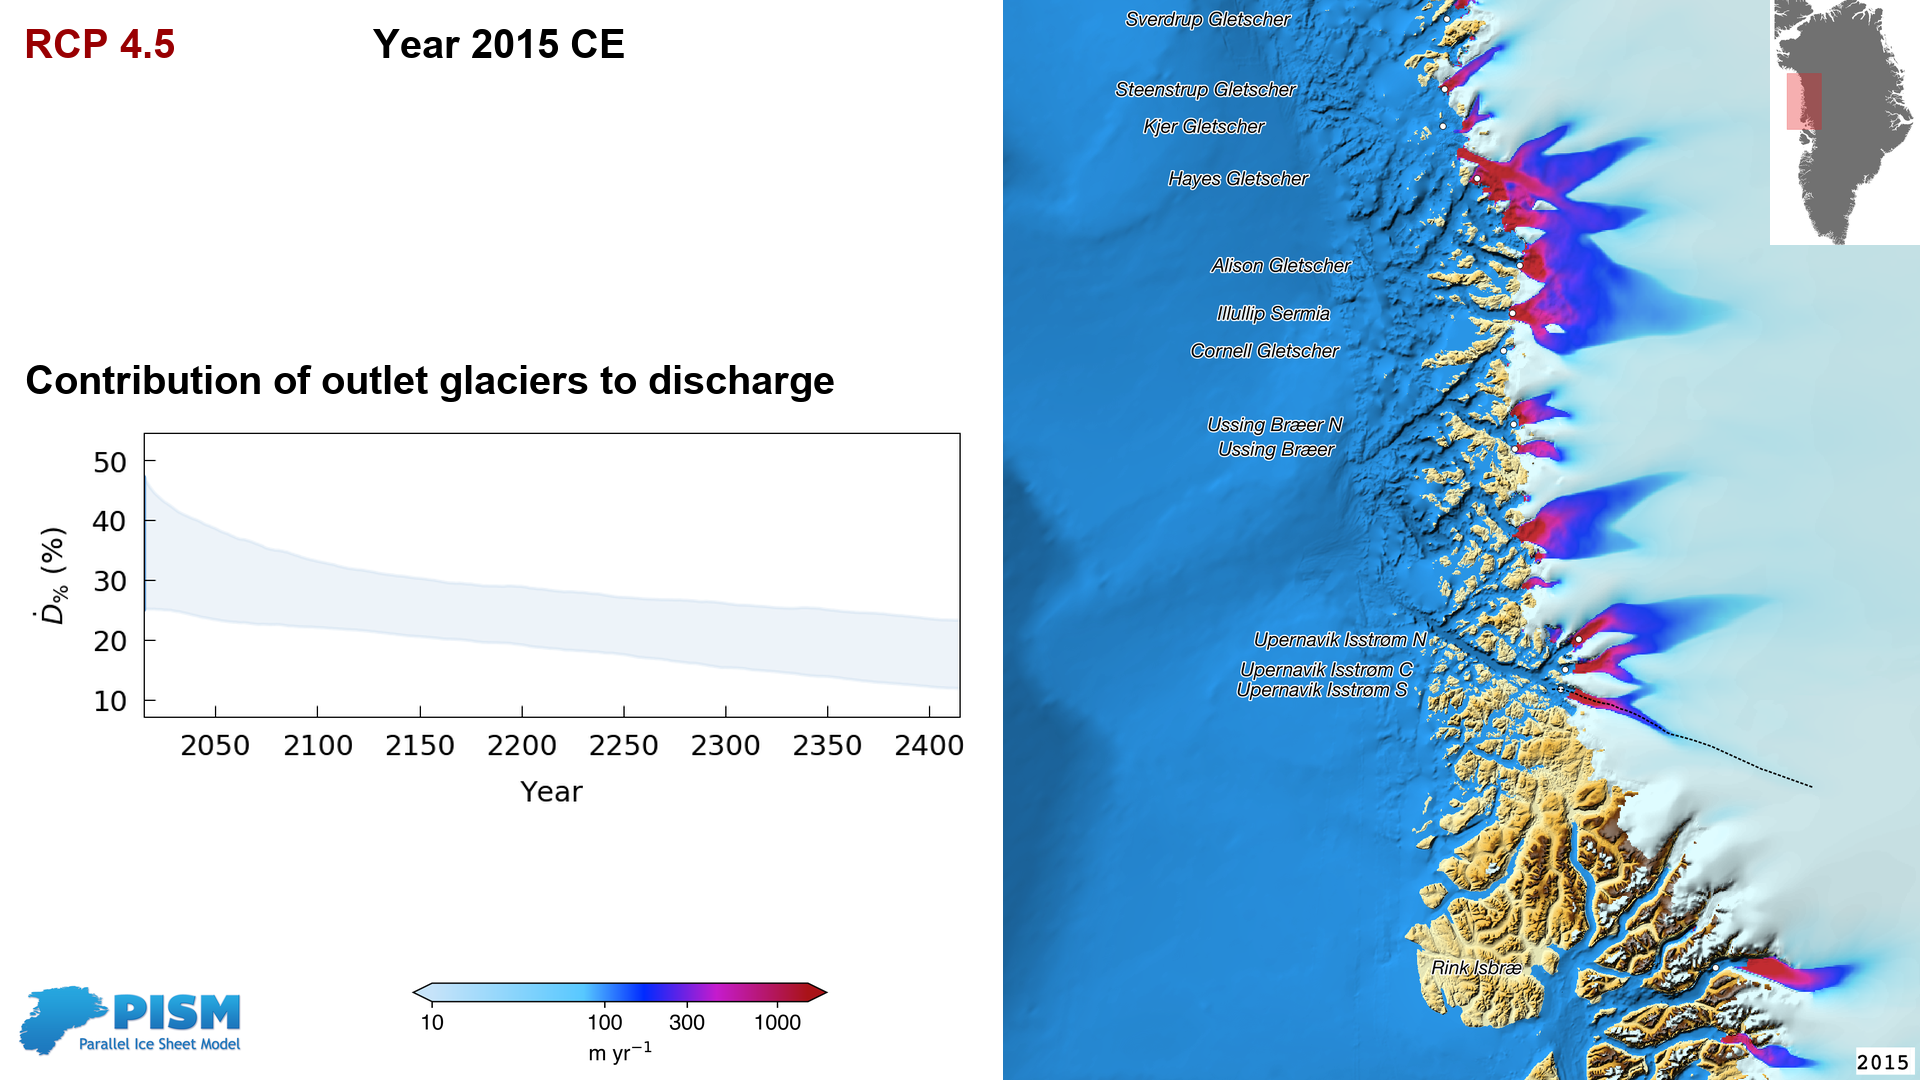 RCP 4.5
Year 2015 CE
Contribution of outlet glaciers to discharge
50
40
30
20
10
Ḋ% (%)
2050 2100 2150 2200 2250 2300 2350 2400
Year
PISM
Parallel Ice Sheet Model
10 100 300 1000
m yr−1
Sverdrup Gletscher
Steenstrup Gletscher
Kjer Gletscher
Hayes Gletscher
Alison Gletscher
Illullip Sermia
Cornell Gletscher
Ussing Bræer N
Ussing Bræer
Upernavik Isstrøm N
Upernavik Isstrøm C
Upernavik Isstrøm S
Rink Isbræ
2015